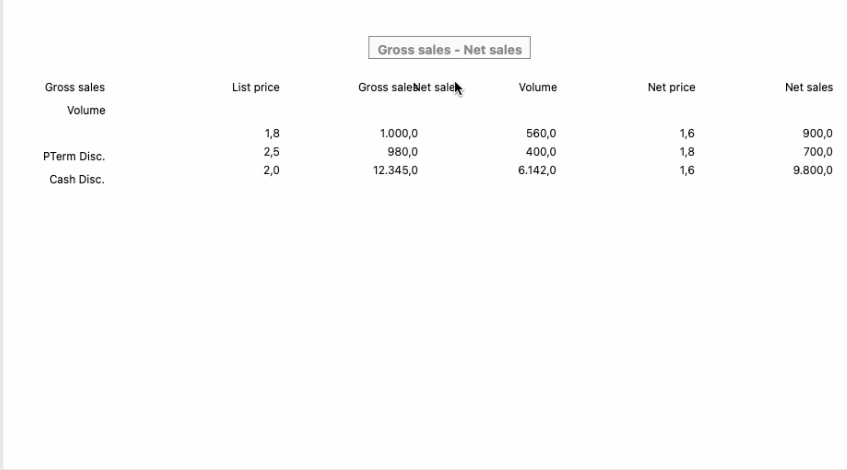 Gross sales - Net sales
Gross sales List price Gross sales Net sales Volume Net price Net sales
Volume
1,8 1.000,0 560,0 1,6 900,0
2,5 980,0 400,0 1,8 700,0
PTerm Disc.
2,0 12.345,0 6.142,0 1,6 9.800,0
Cash Disc.